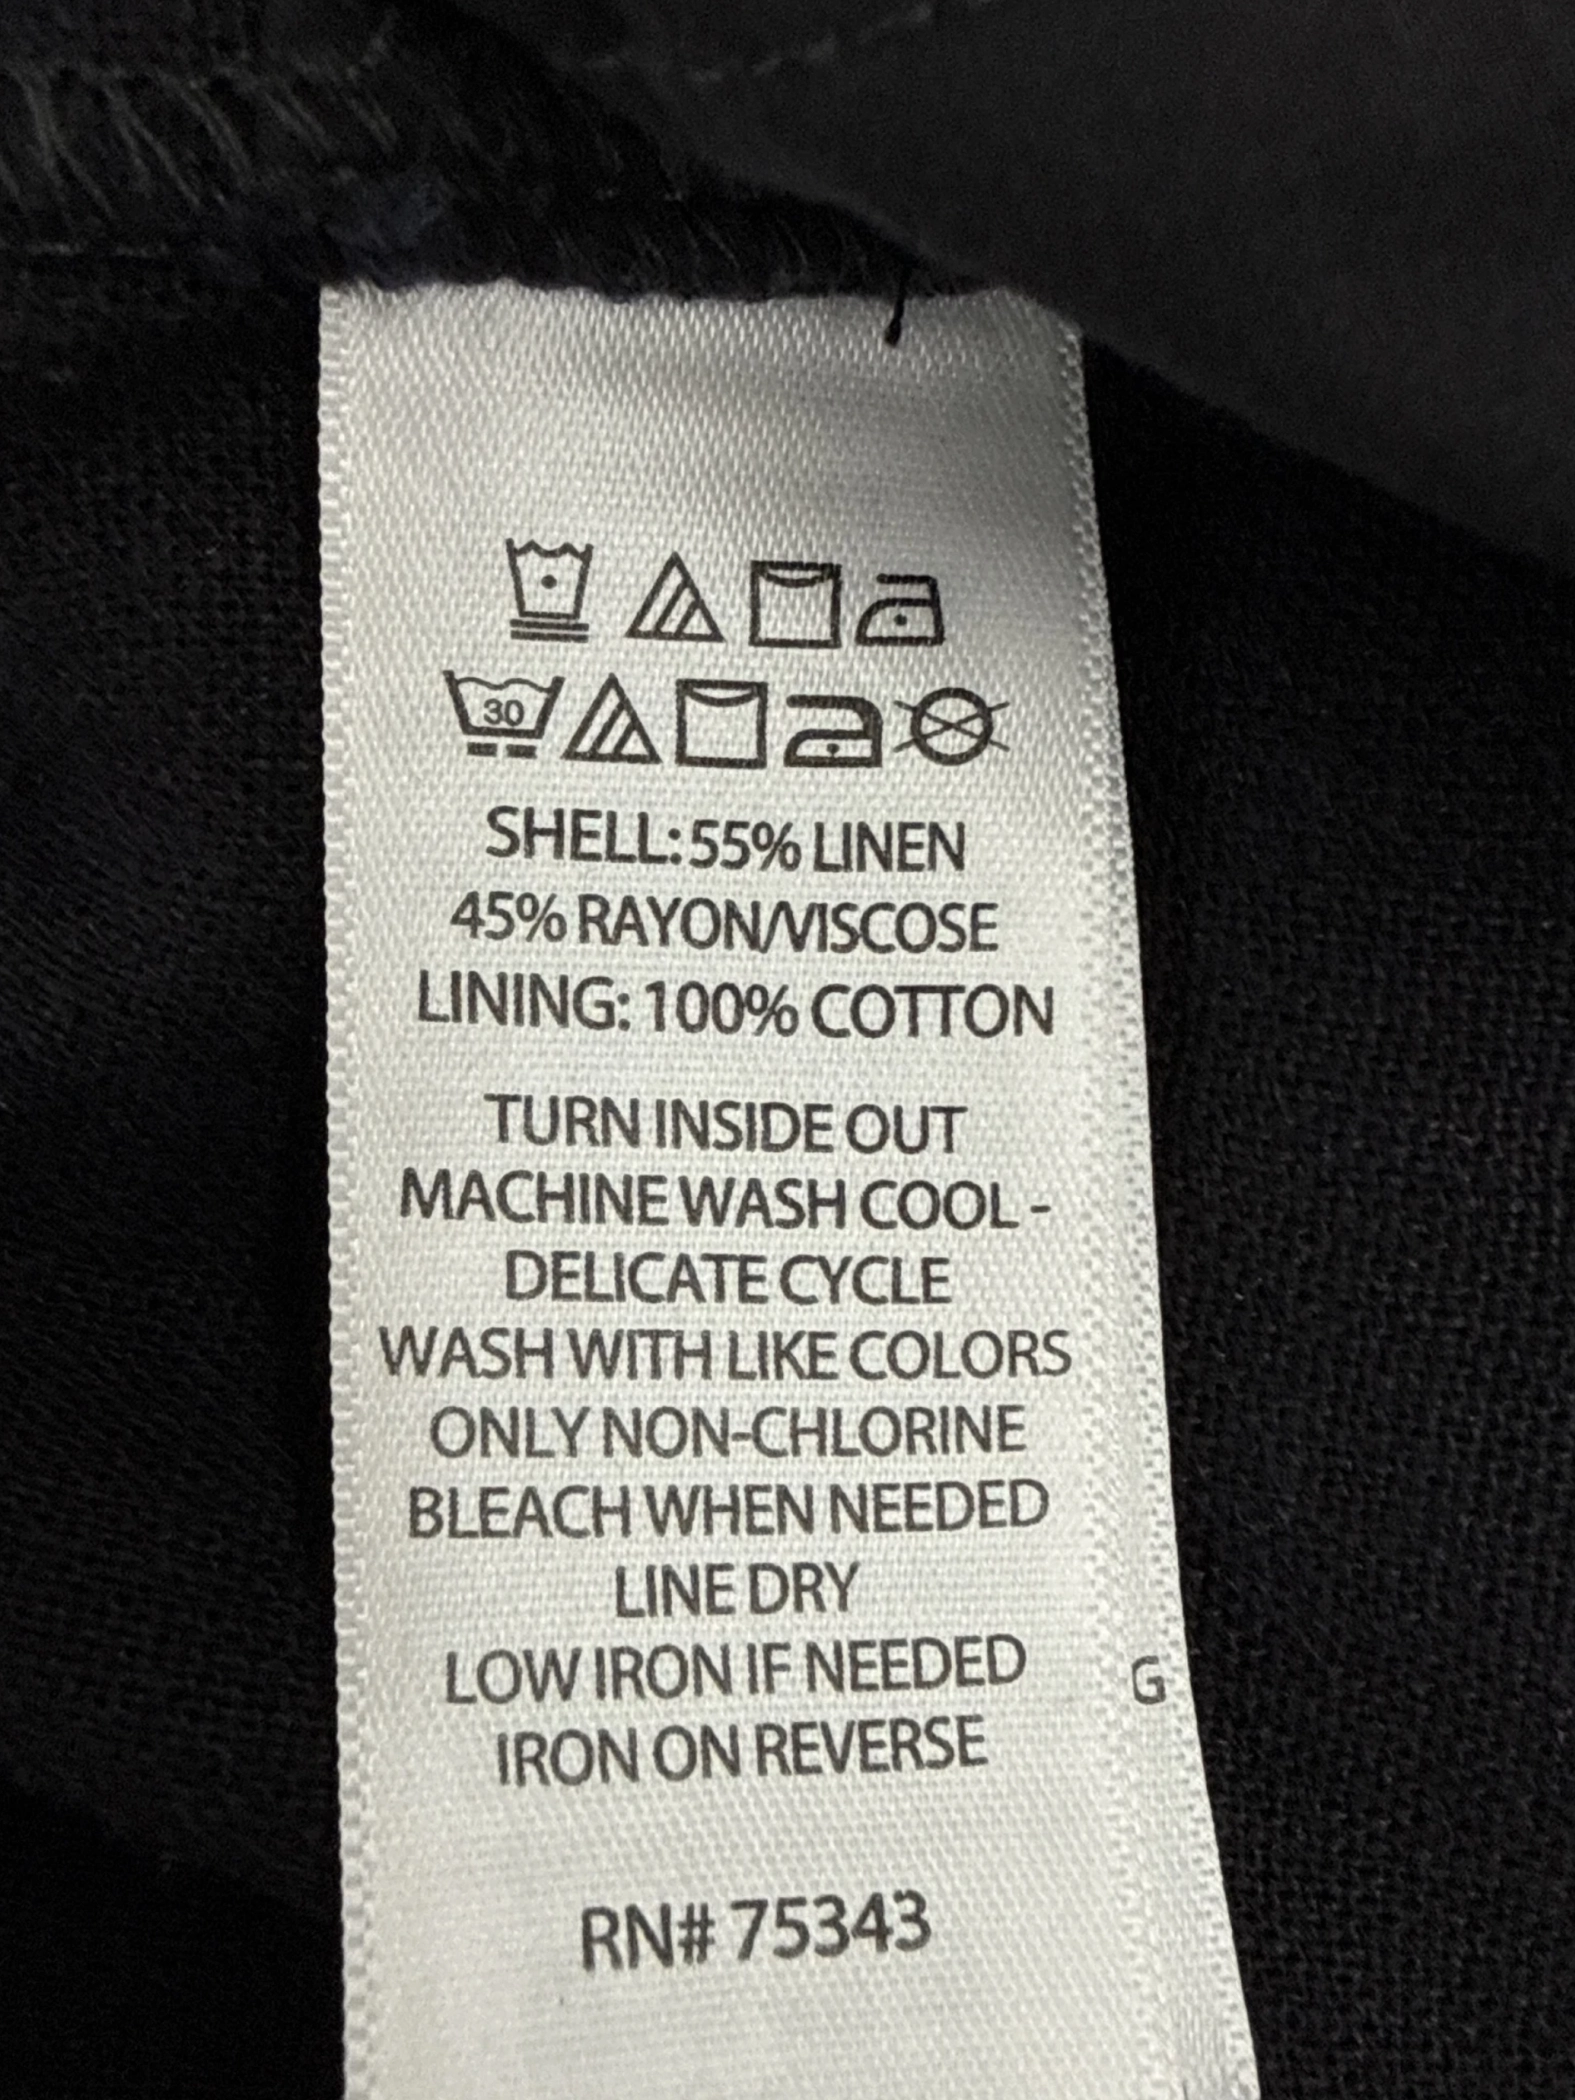 30
SHELL: 55% LINEN
45% RAYON/VISCOSE
LINING: 100% COTTON
TURN INSIDE OUT
MACHINE WASH COOL -
DELICATE CYCLE
WASH WITH LIKE COLORS
ONLY NON-CHLORINE
BLEACH WHEN NEEDED
LINE DRY
LOW IRON IF NEEDED
G
IRON ON REVERSE
RN# 75343